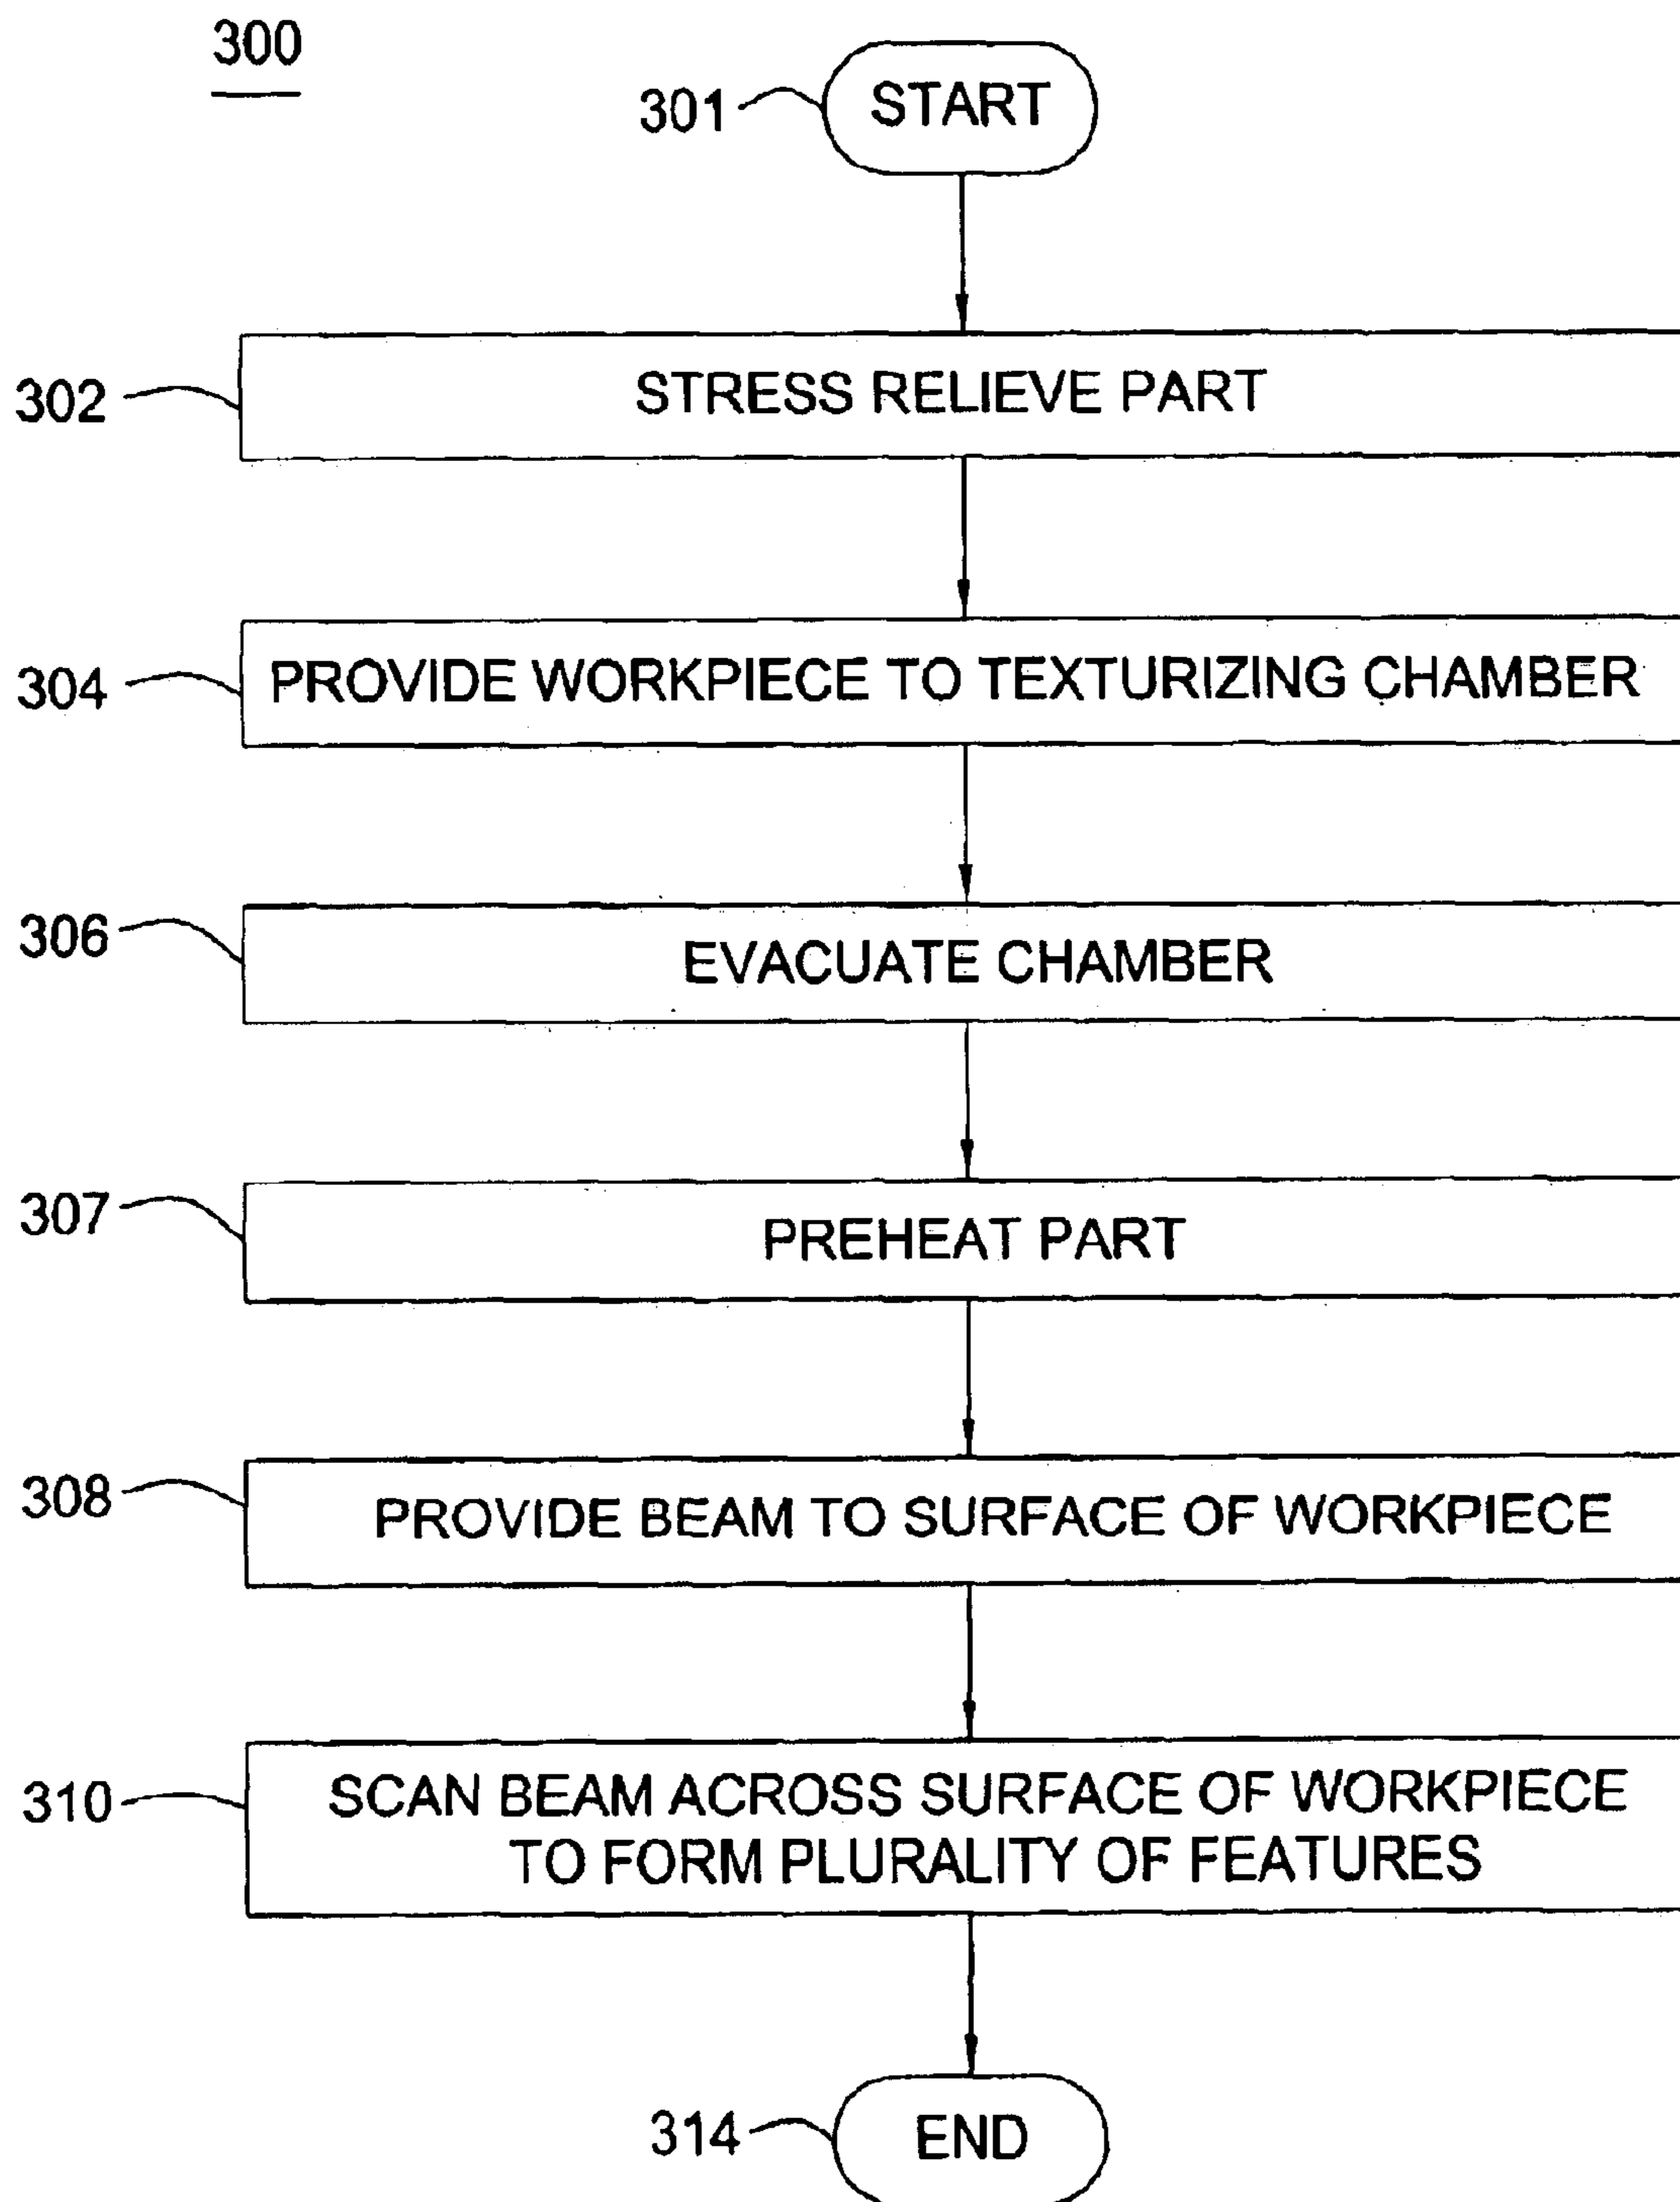 300
301 START
302 STRESS RELIEVE PART
304 PROVIDE WORKPIECE TO TEXTURIZING CHAMBER
306 EVACUATE CHAMBER
307 PREHEAT PART
308 PROVIDE BEAM TO SURFACE OF WORKPIECE
310 SCAN BEAM ACROSS SURFACE OF WORKPIECE
TO FORM PLURALITY OF FEATURES
314 END